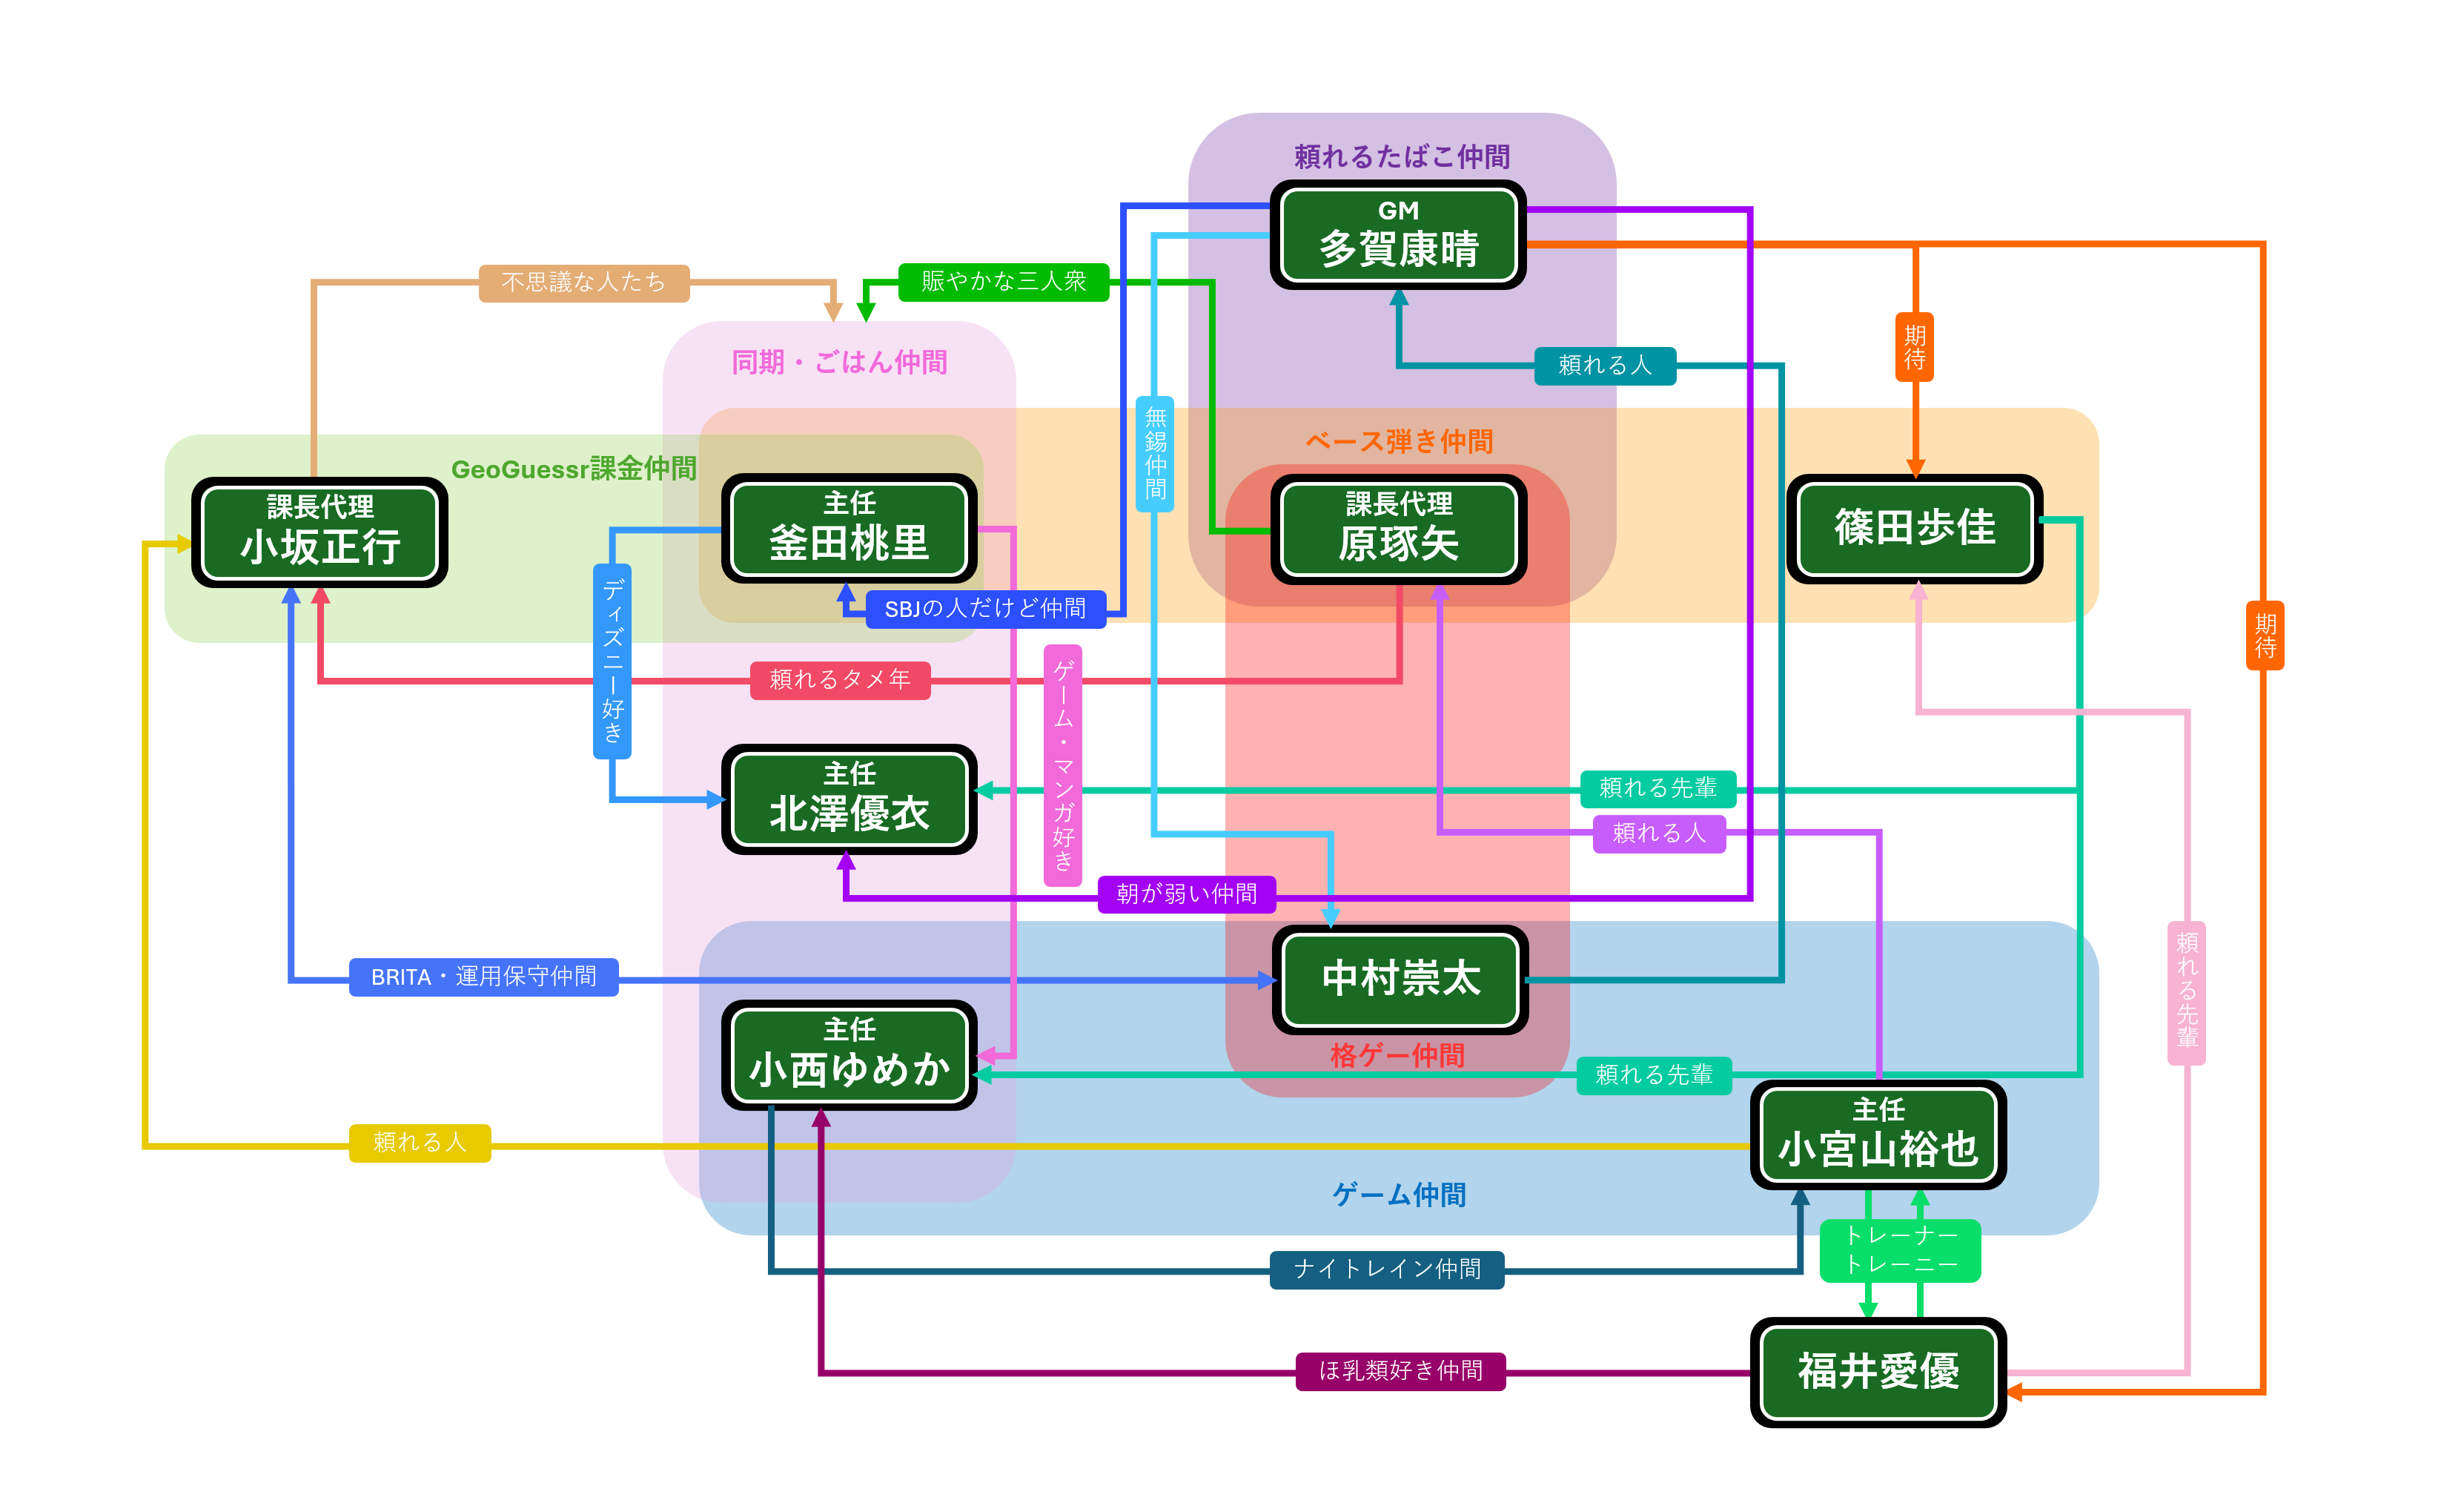 頼れるたばこ仲間
GM
多賀康晴
不思議な人たち
賑やかな三人衆
期待
同期・ごはん仲間
頼れる人
無錫仲間
ベース弾き仲間
GeoGuessr課金仲間
課長代理
小坂正行
主任
釜田桃里
課長代理
原琢矢
篠田歩佳
SBJの人だけど仲間
期待
ディズニー好き
頼れるタメ年
ゲーム・マンガ好き
主任
北澤優衣
頼れる先輩
頼れる人
朝が弱い仲間
BRITA・運用保守仲間
中村崇太
頼れる先輩
主任
小西ゆめか
格ゲー仲間
頼れる先輩
頼れる人
主任
小宮山裕也
ゲーム仲間
トレーナー
トレーニー
ナイトレイン仲間
ほ乳類好き仲間
福井愛優